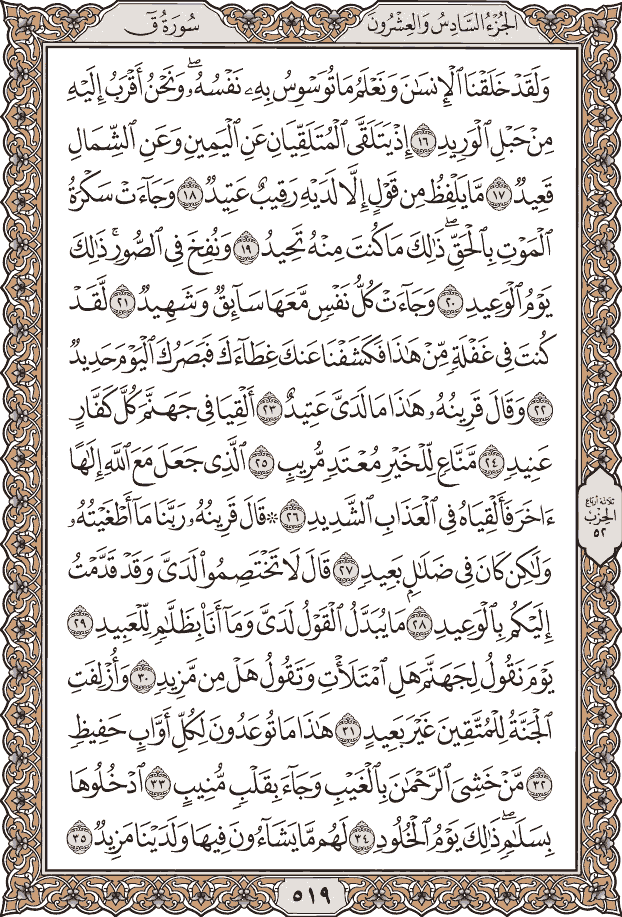 سُورَةُ قٓ
الجُزْءُ السَّادِسُ وَالعِشْرُونَ
وَلَقَدْ خَلَقْنَا ٱلْإِنسَٰنَ وَنَعْلَمُ مَا تُوَسْوِسُ بِهِۦ نَفْسُهُۥ ۖ وَنَحْنُ أَقْرَبُ إِلَيْهِ
مِنْ حَبْلِ ٱلْوَرِيدِ ١٦ إِذْ يَتَلَقَّى ٱلْمُتَلَقِّيَانِ عَنِ ٱلْيَمِينِ وَعَنِ ٱلشِّمَالِ
قَعِيدٌ ١٧ مَّا يَلْفِظُ مِن قَوْلٍ إِلَّا لَدَيْهِ رَقِيبٌ عَتِيدٌ ١٨ وَجَآءَتْ سَكْرَةُ
ٱلْمَوْتِ بِٱلْحَقِّ ۖ ذَٰلِكَ مَا كُنتَ مِنْهُ تَحِيدُ ١٩ وَنُفِخَ فِى ٱلصُّورِ ۚ ذَٰلِكَ
يَوْمُ ٱلْوَعِيدِ ٢٠ وَجَآءَتْ كُلُّ نَفْسٍ مَّعَهَا سَآئِقٌ وَشَهِيدٌ ٢١ لَّقَدْ
كُنتَ فِى غَفْلَةٍ مِّنْ هَٰذَا فَكَشَفْنَا عَنكَ غِطَآءَكَ فَبَصَرُكَ ٱلْيَوْمَ حَدِيدٌ
٢٢ وَقَالَ قَرِينُهُۥ هَٰذَا مَا لَدَىَّ عَتِيدٌ ٢٣ أَلْقِيَا فِى جَهَنَّمَ كُلَّ كَفَّارٍ
عَنِيدٍ ٢٤ مَّنَّاعٍ لِّلْخَيْرِ مُعْتَدٍ مُّرِيبٍ ٢٥ ٱلَّذِى جَعَلَ مَعَ ٱللَّهِ إِلَٰهًا
ءَاخَرَ فَأَلْقِيَاهُ فِى ٱلْعَذَابِ ٱلشَّدِيدِ ٢٦ ۞ قَالَ قَرِينُهُۥ رَبَّنَا مَآ أَطْغَيْتُهُۥ
وَلَٰكِن كَانَ فِى ضَلَٰلٍۭ بَعِيدٍ ٢٧ قَالَ لَا تَخْتَصِمُوا۟ لَدَىَّ وَقَدْ قَدَّمْتُ
إِلَيْكُم بِٱلْوَعِيدِ ٢٨ مَا يُبَدَّلُ ٱلْقَوْلُ لَدَىَّ وَمَآ أَنَا۠ بِظَلَّٰمٍ لِّلْعَبِيدِ ٢٩
يَوْمَ نَقُولُ لِجَهَنَّمَ هَلِ ٱمْتَلَأْتِ وَتَقُولُ هَلْ مِن مَّزِيدٍ ٣٠ وَأُزْلِفَتِ
ٱلْجَنَّةُ لِلْمُتَّقِينَ غَيْرَ بَعِيدٍ ٣١ هَٰذَا مَا تُوعَدُونَ لِكُلِّ أَوَّابٍ حَفِيظٍ
٣٢ مَّنْ خَشِىَ ٱلرَّحْمَٰنَ بِٱلْغَيْبِ وَجَآءَ بِقَلْبٍ مُّنِيبٍ ٣٣ ٱدْخُلُوهَا
بِسَلَٰمٍ ۖ ذَٰلِكَ يَوْمُ ٱلْخُلُودِ ٣٤ لَهُم مَّا يَشَآءُونَ فِيهَا وَلَدَيْنَا مَزِيدٌ ٣٥
ثلاثة أرباع
الحزب
٥٢
٥١٩